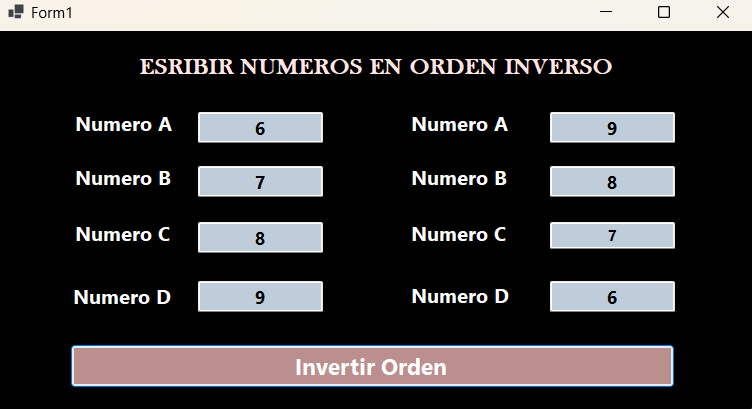 Form1
ESRIBIR NUMEROS EN ORDEN INVERSO
Numero A 6 Numero A 9
Numero B 7 Numero B 8
Numero C 8 Numero C 7
Numero D 9 Numero D 6
Invertir Orden